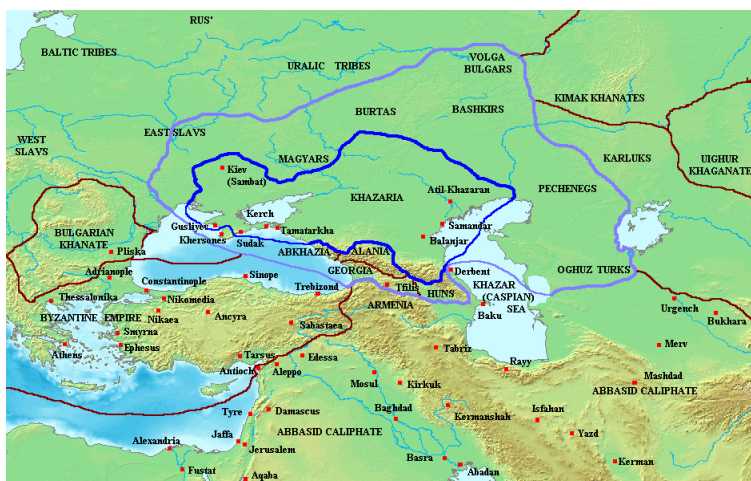 RUS'
BALTIC TRIBES
URALIC TRIBES
VOLGA
BULGARS
KIMAK KHANATES
BURTAS
BASHKIRS
EAST SLAVS
WEST
SLAVS
MAGYARS
KARLUKS
UIGHUR
KHAGANATE
Kiev
(Sambat)
KHAZARIA
Atil-Khazaran
PECHENEGS
Kerch
Gusliyev
Tamatarkha
Samandar
Khersones
Sudak
Balanjar
BULGARIAN
KHANATE
Pliska
ABKHAZIA
ALANIA
GEORGIA
Derbent
OGHUZ TURKS
Adrianople
Constantinople
Sinope
Trebizond
Tfilis
HUNS
KHAZAR
(CASPIAN)
SEA
Thessalonika
Nikomedia
ARMENIA
Baku
Urgench
Bukhara
BYZANTINE EMPIRE
Nikaea
Ancyra
Sabastaea
Smyrna
Athens
Ephesus
Tarsus
Edessa
Tabriz
Rayy
Merv
Antioch
Aleppo
Mosul
Kirkuk
Mashdad
ABBASID CALIPHATE
Tyre
Damascus
Baghdad
Kermanshah
Isfahan
Jaffa
ABBASID CALIPHATE
Yazd
Alexandria
Jerusalem
Basra
Kerman
Fustat
Aqaba
Abadan